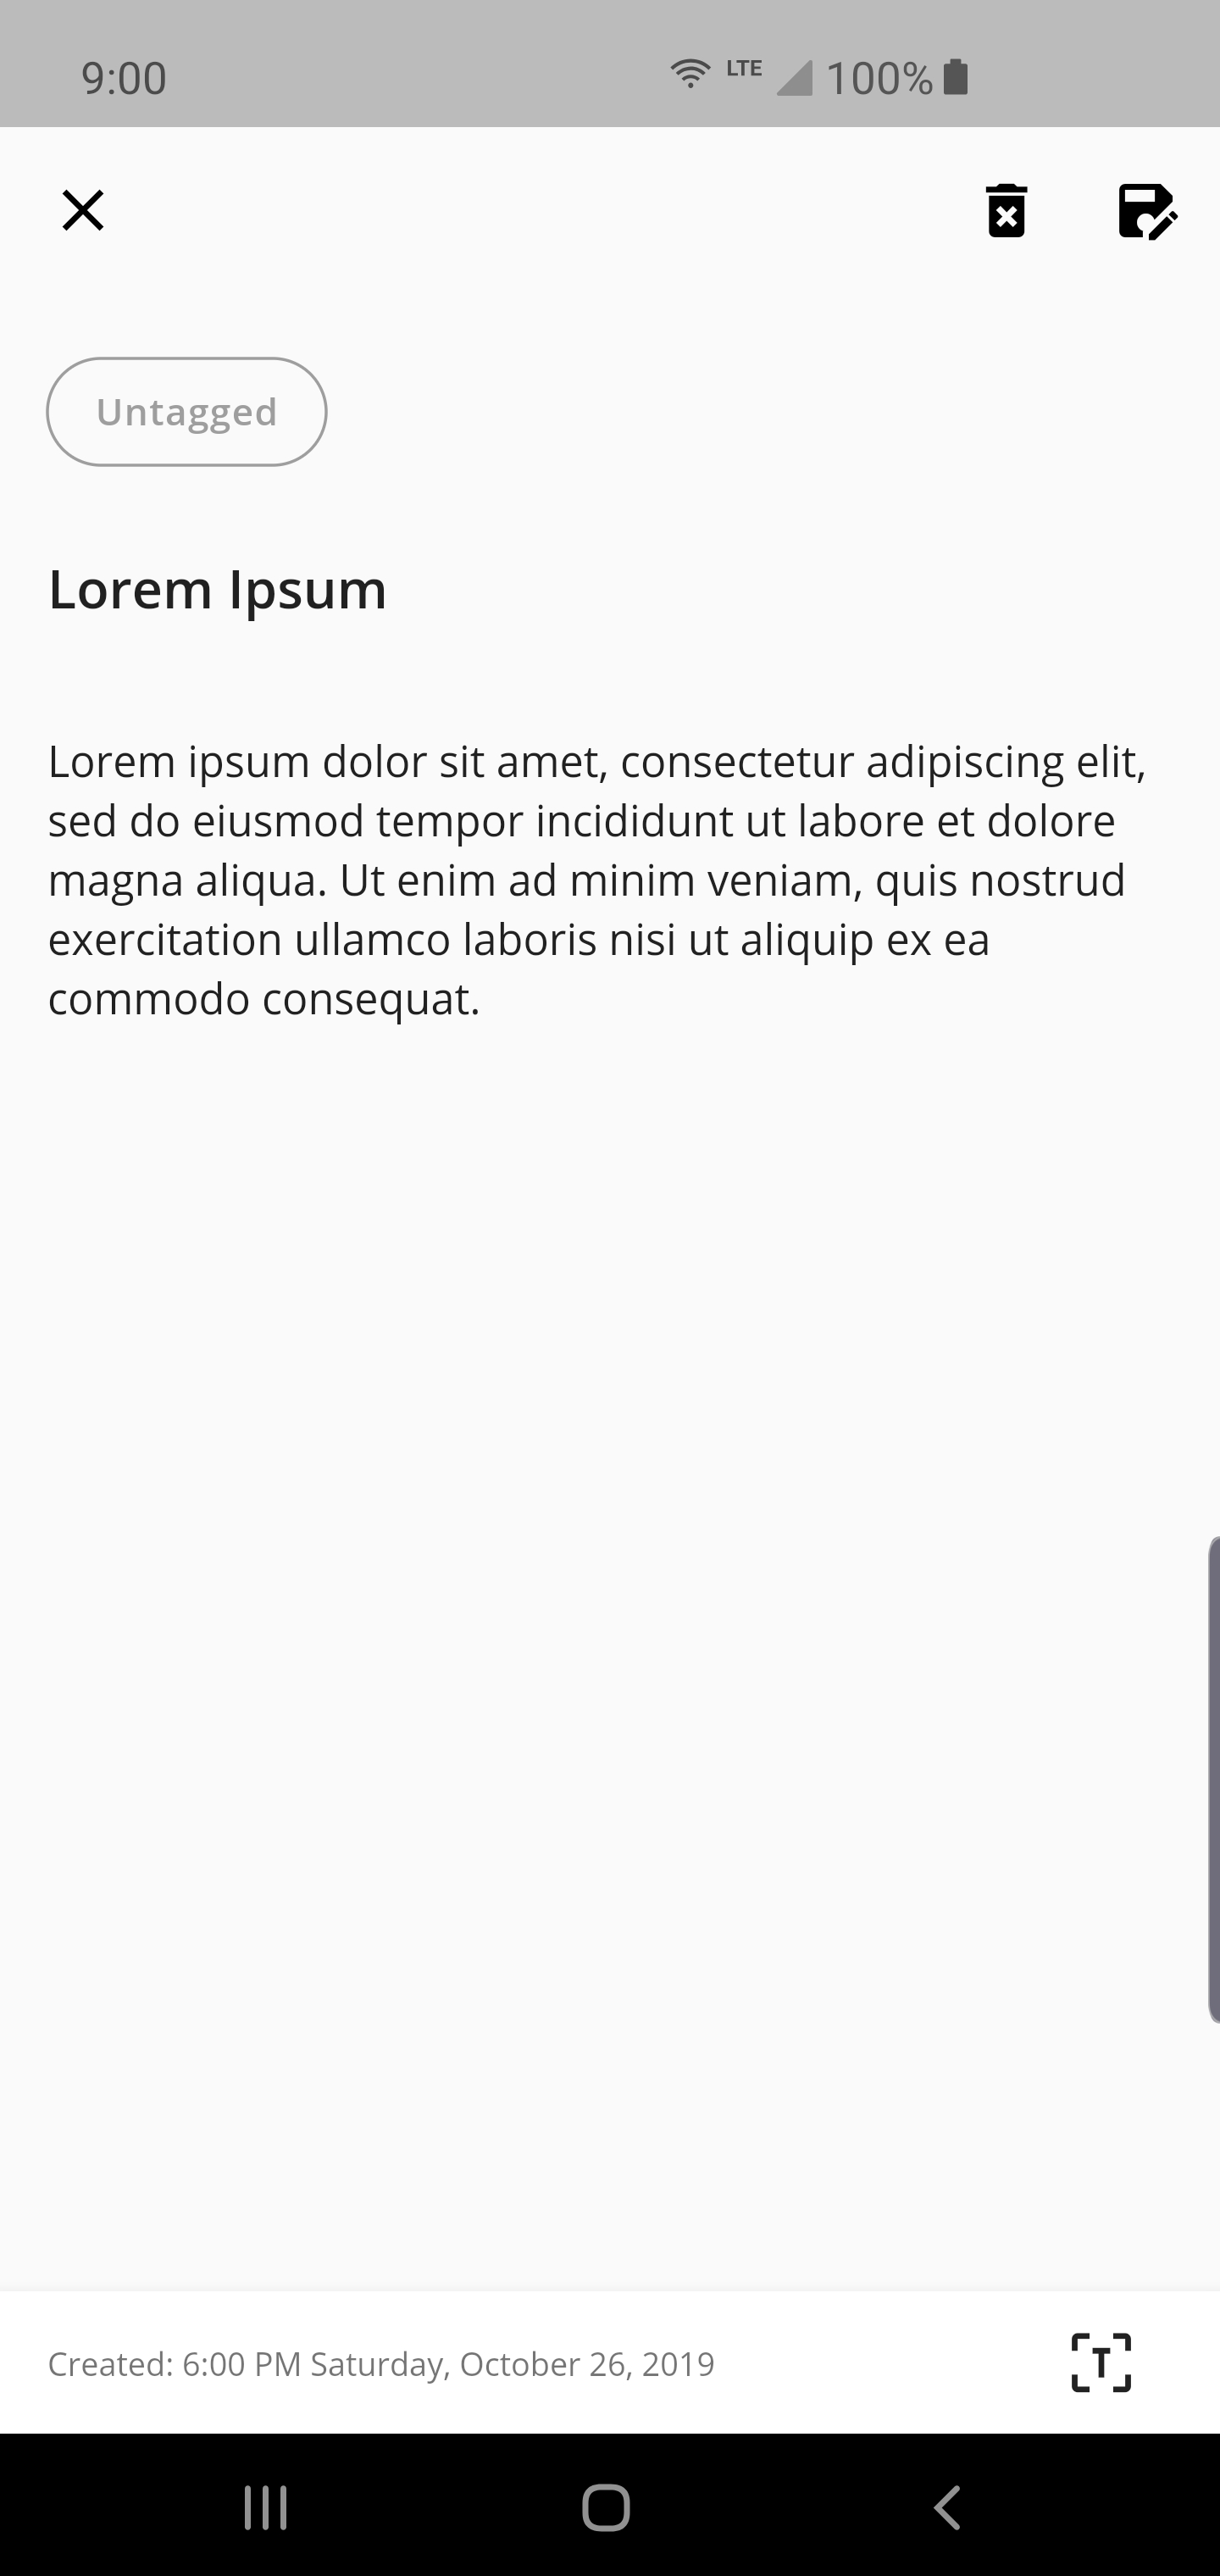 9:00
LTE 100%
Untagged
Lorem Ipsum
Lorem ipsum dolor sit amet, consectetur adipiscing elit,
sed do eiusmod tempor incididunt ut labore et dolore
magna aliqua. Ut enim ad minim veniam, quis nostrud
exercitation ullamco laboris nisi ut aliquip ex ea
commodo consequat.
Created: 6:00 PM Saturday, October 26, 2019
T